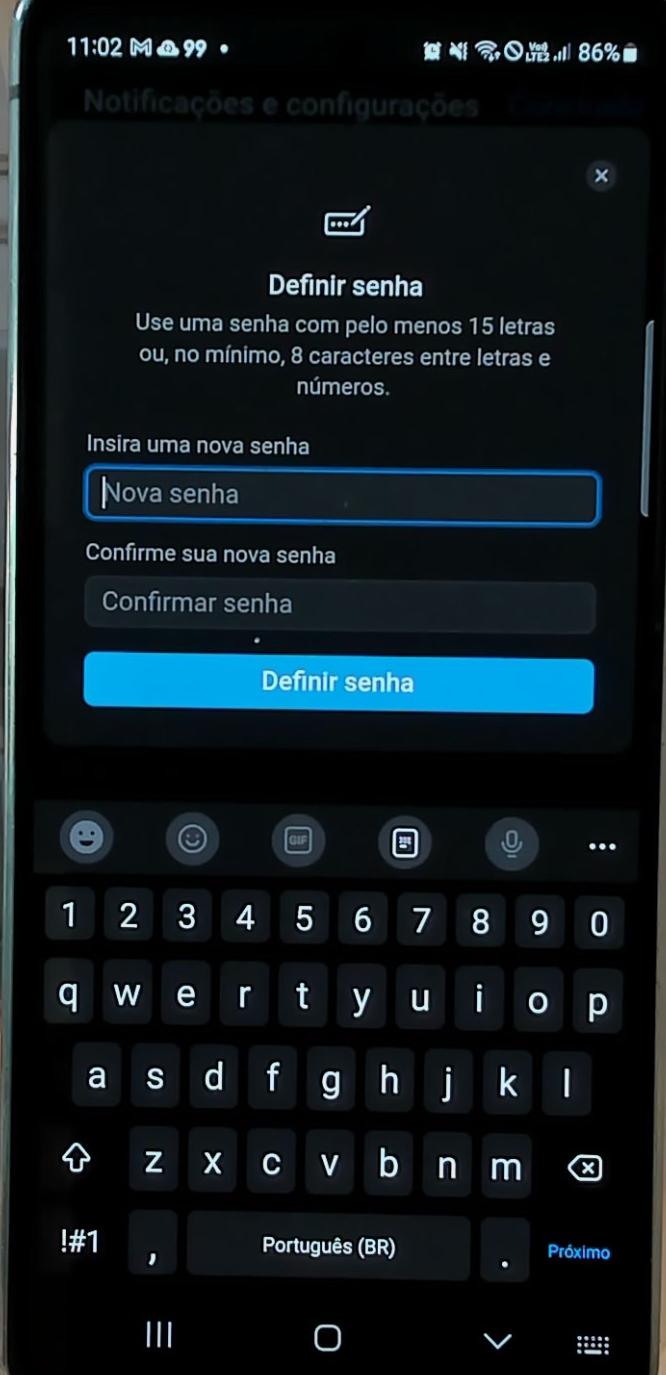 11:02 99
Vo)) LTE2 86%
Notificações e configurações
Definir senha
Use uma senha com pelo menos 15 letras
ou, no mínimo, 8 caracteres entre letras e
números.
Insira uma nova senha
Nova senha
Confirme sua nova senha
Confirmar senha
Definir senha
GIF
1 2 3 4 5 6 7 8 9 0
q w e r t y u i o p
a s d f g h j k l
z x c v b n m
!#1 , Português (BR) . Próximo